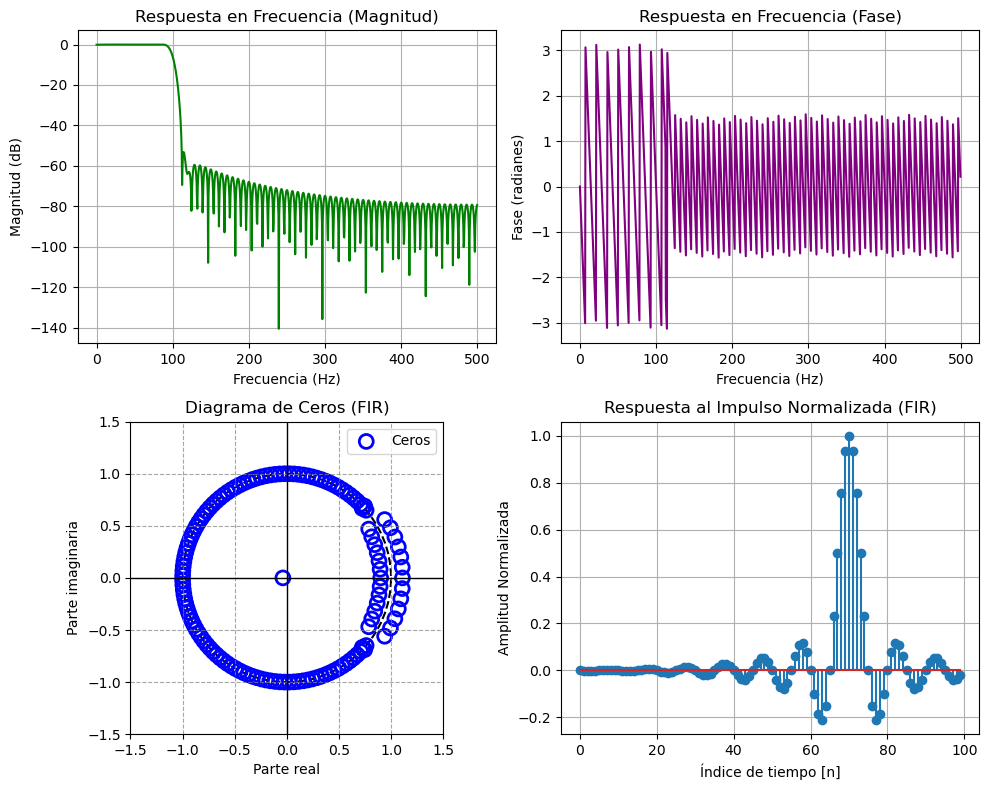 Respuesta en Frecuencia (Magnitud)
Magnitud (dB)
0
−20
−40
−60
−80
−100
−120
−140
0 100 200 300 400 500
Frecuencia (Hz)
Respuesta en Frecuencia (Fase)
Fase (radianes)
3
2
1
0
−1
−2
−3
0 100 200 300 400 500
Frecuencia (Hz)
Diagrama de Ceros (FIR)
Ceros
Parte imaginaria
1.5
1.0
0.5
0.0
−0.5
−1.0
−1.5
−1.5 −1.0 −0.5 0.0 0.5 1.0 1.5
Parte real
Respuesta al Impulso Normalizada (FIR)
Amplitud Normalizada
1.0
0.8
0.6
0.4
0.2
0.0
−0.2
0 20 40 60 80 100
Índice de tiempo [n]